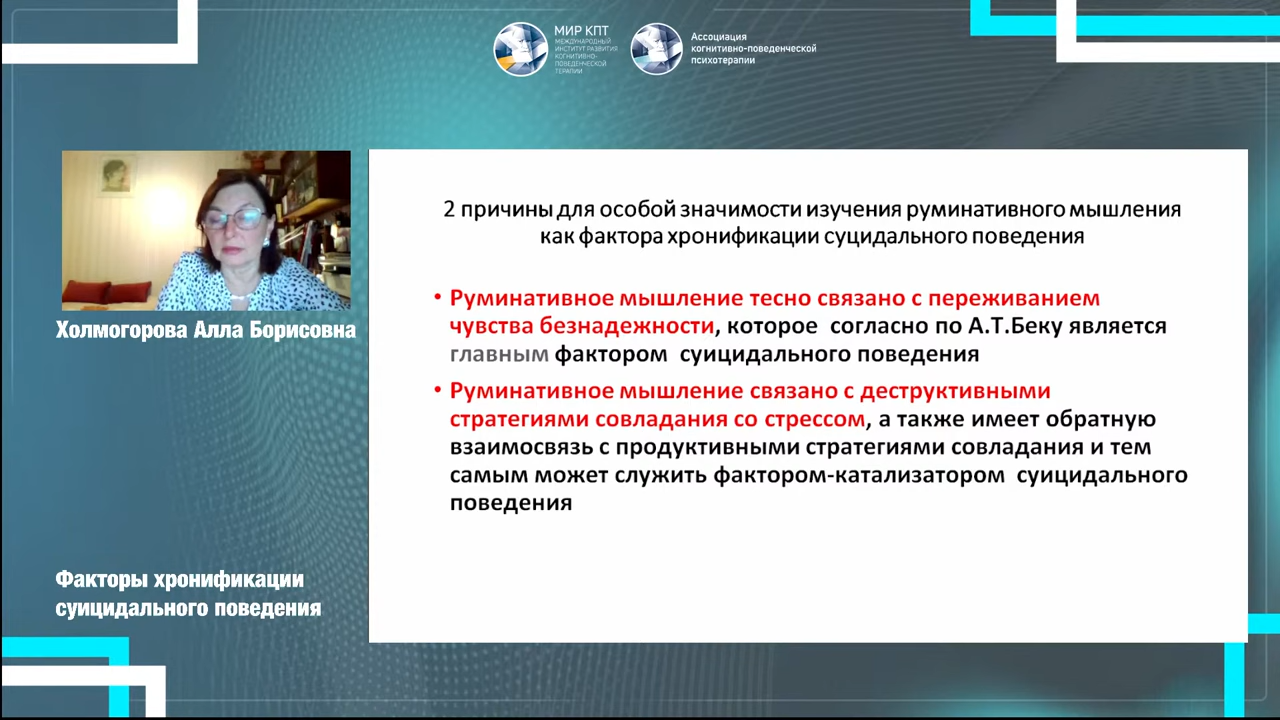 МИР КПТ
МЕЖДУНАРОДНЫЙ
ИНСТИТУТ РАЗВИТИЯ
КОГНИТИВНО-
ПОВЕДЕНЧЕСКОЙ
ТЕРАПИИ
Ассоциация
когнитивно-поведенческой
психотерапии
2 причины для особой значимости изучения руминативного мышления
как фактора хронификации суцидального поведения
• Руминативное мышление тесно связано с переживанием
чувства безнадежности, которое согласно по А.Т.Беку является
главным фактором суицидального поведения
• Руминативное мышление связано с деструктивными
стратегиями совладания со стрессом, а также имеет обратную
взаимосвязь с продуктивными стратегиями совладания и тем
самым может служить фактором-катализатором суицидального
поведения
Холмогорова Алла Борисовна
Факторы хронификации
суицидального поведения